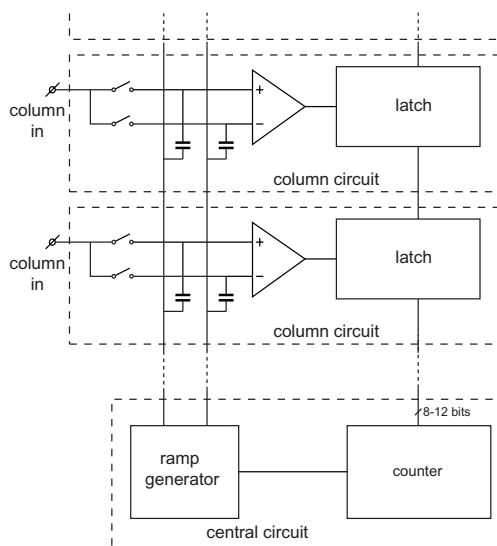 column
in
+
−
latch
column circuit
column
in
+
−
latch
column circuit
8-12 bits
ramp
generator
counter
central circuit